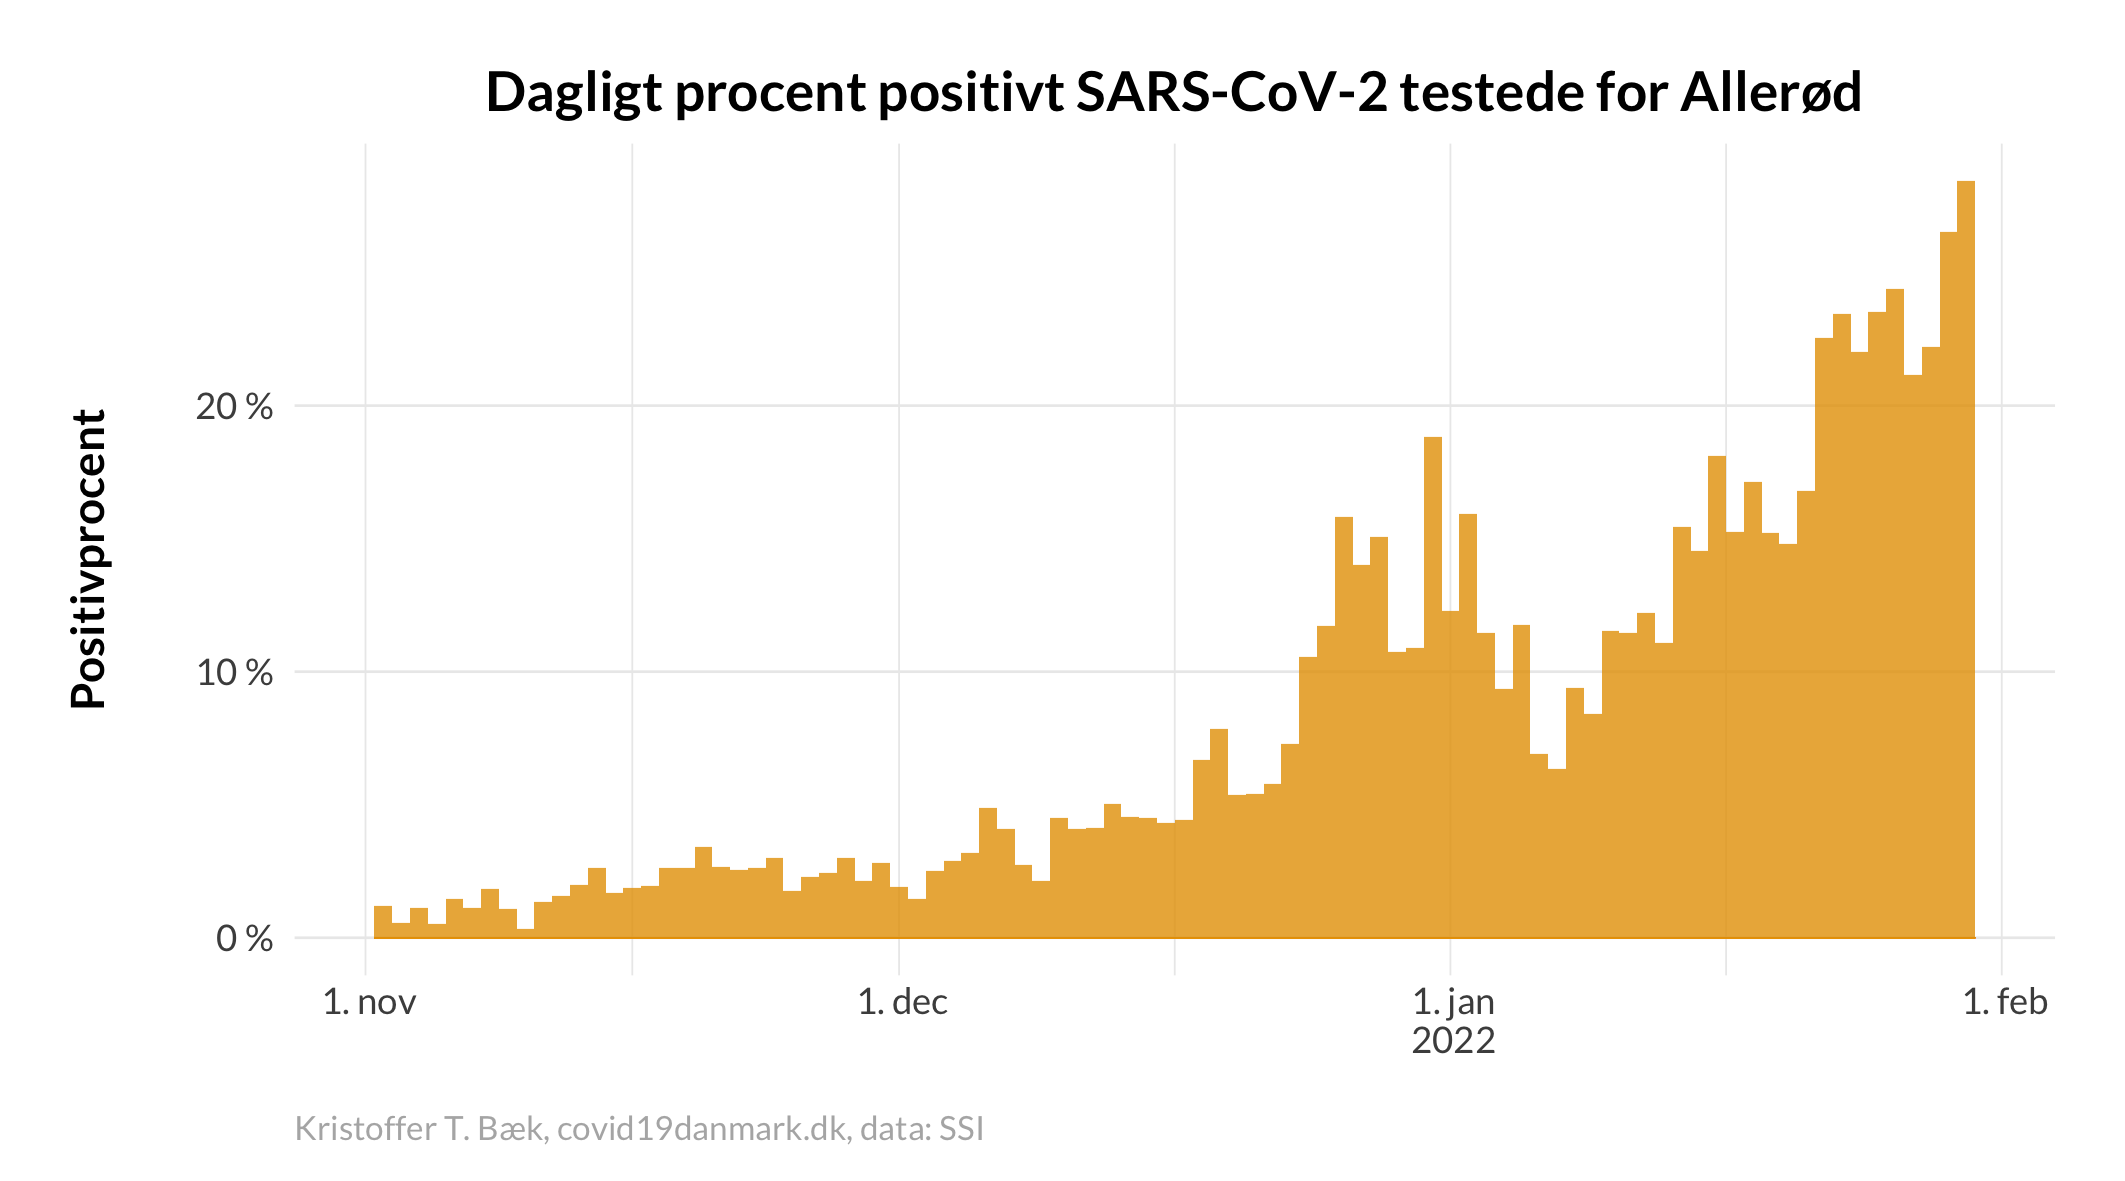 Dagligt procent positivt SARS-CoV-2 testede for Allerød
Positivprocent
20 %
10 %
0 %
1. nov
1. dec
1. jan
2022
1. feb
Kristoffer T. Bæk, covid19danmark.dk, data: SSI